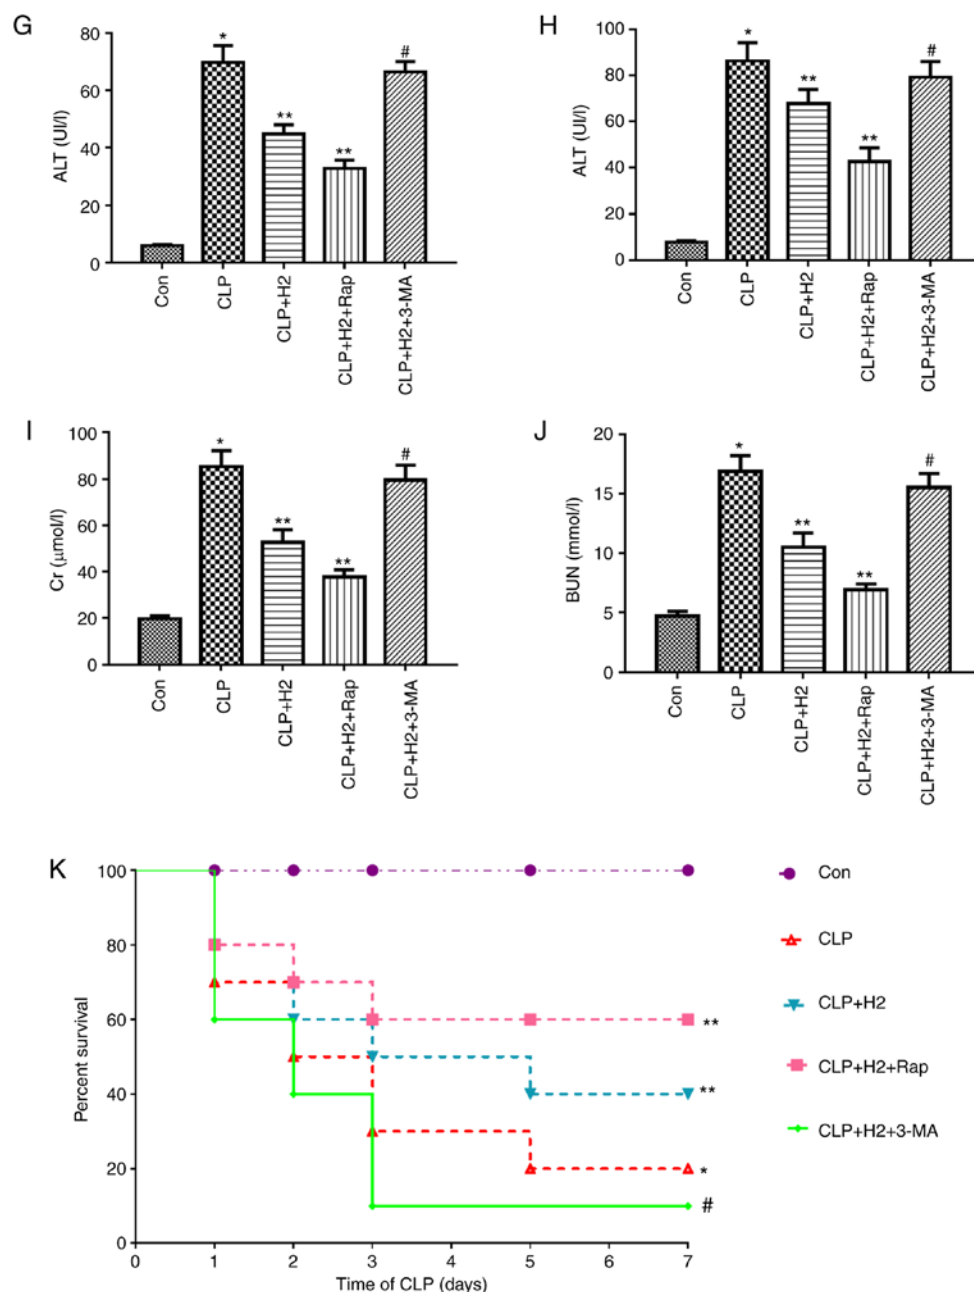 G
H
ALT (UI/l)
80
60
40
20
0
*
**
**
#
Con
CLP
CLP+H2
CLP+H2+Rap
CLP+H2+3-MA
ALT (UI/l)
100
80
60
40
20
0
*
**
**
#
Con
CLP
CLP+H2
CLP+H2+Rap
CLP+H2+3-MA
I
J
Cr (μmol/l)
100
80
60
40
20
0
*
**
**
#
Con
CLP
CLP+H2
CLP+H2+Rap
CLP+H2+3-MA
BUN (mmol/l)
20
15
10
5
0
*
**
**
#
Con
CLP
CLP+H2
CLP+H2+Rap
CLP+H2+3-MA
K
Percent survival
100
80
60
40
20
0
0 1 2 3 4 5 6 7
Time of CLP (days)
**
**
*
#
Con
CLP
CLP+H2
CLP+H2+Rap
CLP+H2+3-MA